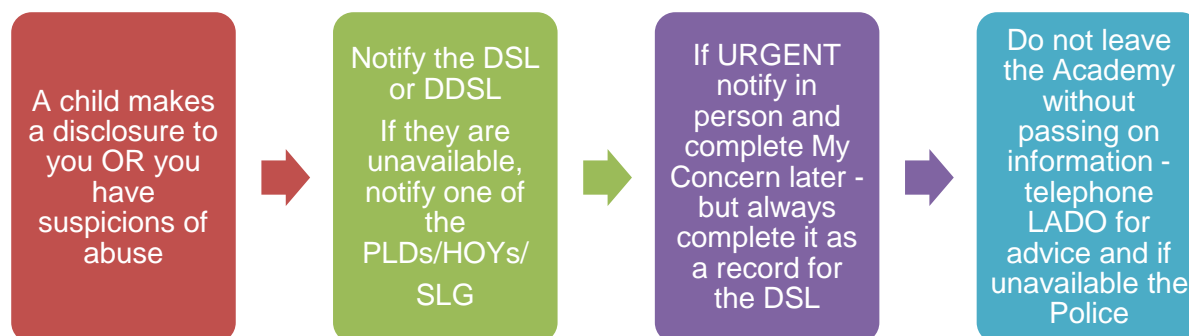 A child makes
a disclosure to
you OR you
have
suspicions of
abuse
Notify the DSL
or DDSL
If they are
unavailable,
notify one of
the
PLDs/HOYs/
SLG
If URGENT
notify in
person and
complete My
Concern later -
but always
complete it as
a record for
the DSL
Do not leave
the Academy
without
passing on
information -
telephone
LADO for
advice and if
unavailable the
Police